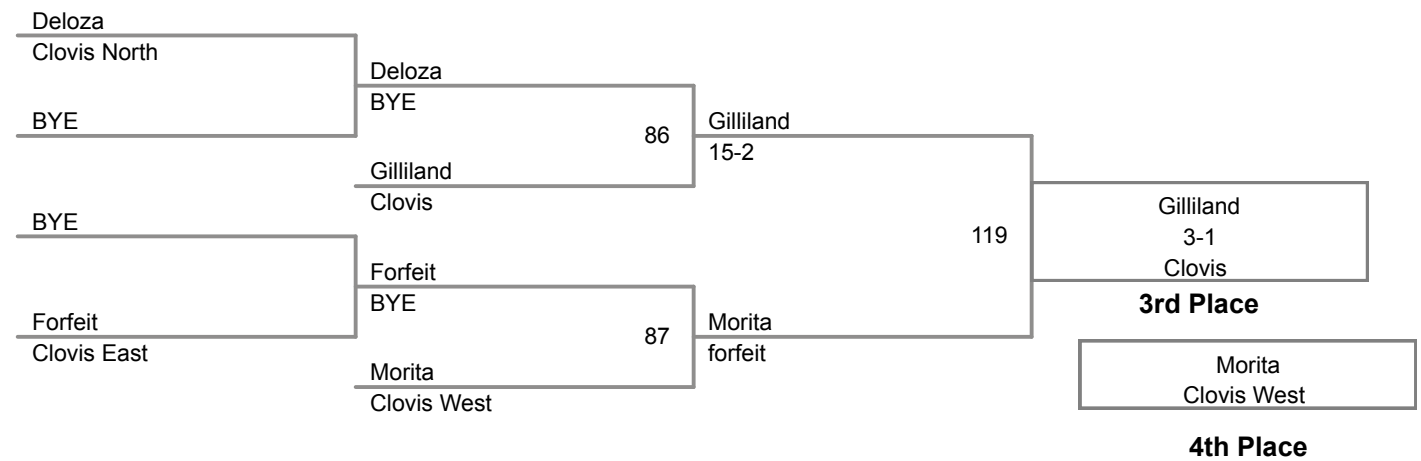 Deloza
Clovis North
BYE
BYE
Forfeit
Clovis East
Deloza
BYE
86
Gilliland
Clovis
Forfeit
BYE
87
Morita
Clovis West
Gilliland
15-2
119
Morita
forfeit
Gilliland
3-1
Clovis
3rd Place
Morita
Clovis West
4th Place